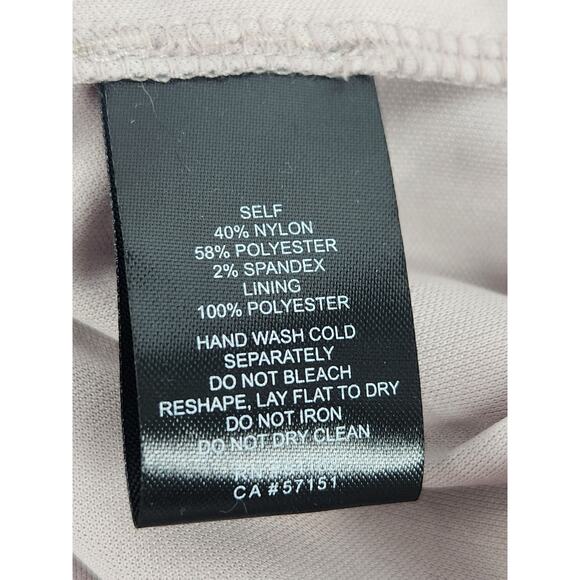 SELF
40% NYLON
58% POLYESTER
2% SPANDEX
LINING
100% POLYESTER
HAND WASH COLD
SEPARATELY
DO NOT BLEACH
RESHAPE, LAY FLAT TO DRY
DO NOT IRON
DO NOT DRY CLEAN
CA #57151